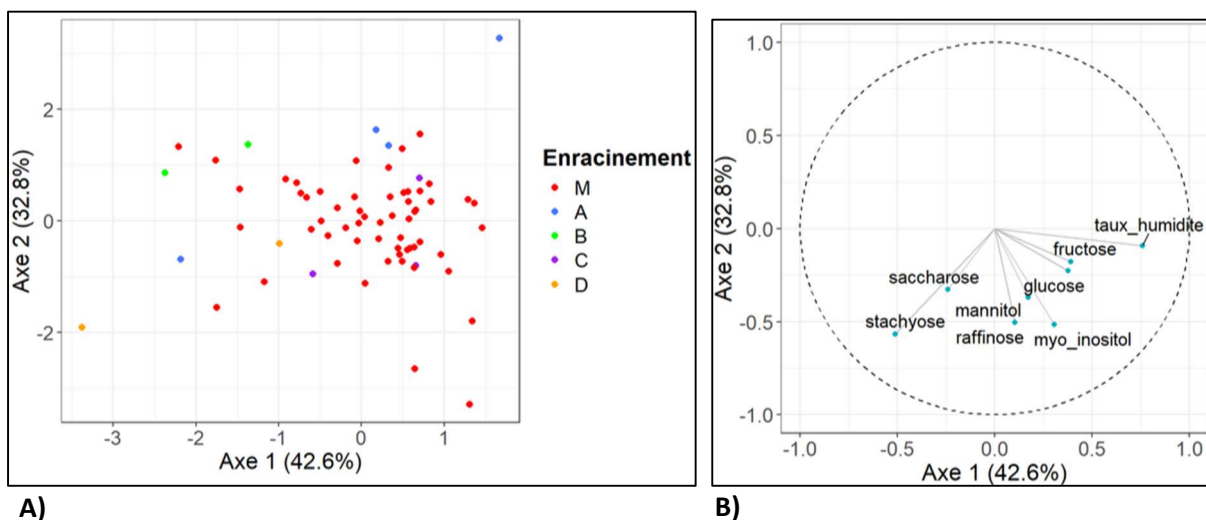 2
0
-2
-3
-2
-1
0
1
Axe 1 (42.6%)
Axe 2 (32.8%)
Enracinement
M
A
B
C
D
A)
1.0
0.5
0.0
-0.5
-1.0
-1.0
-0.5
0.0
0.5
1.0
Axe 1 (42.6%)
Axe 2 (32.8%)
taux_humidite
fructose
glucose
saccharose
mannitol
stachyose
raffinose
myo_inositol
B)